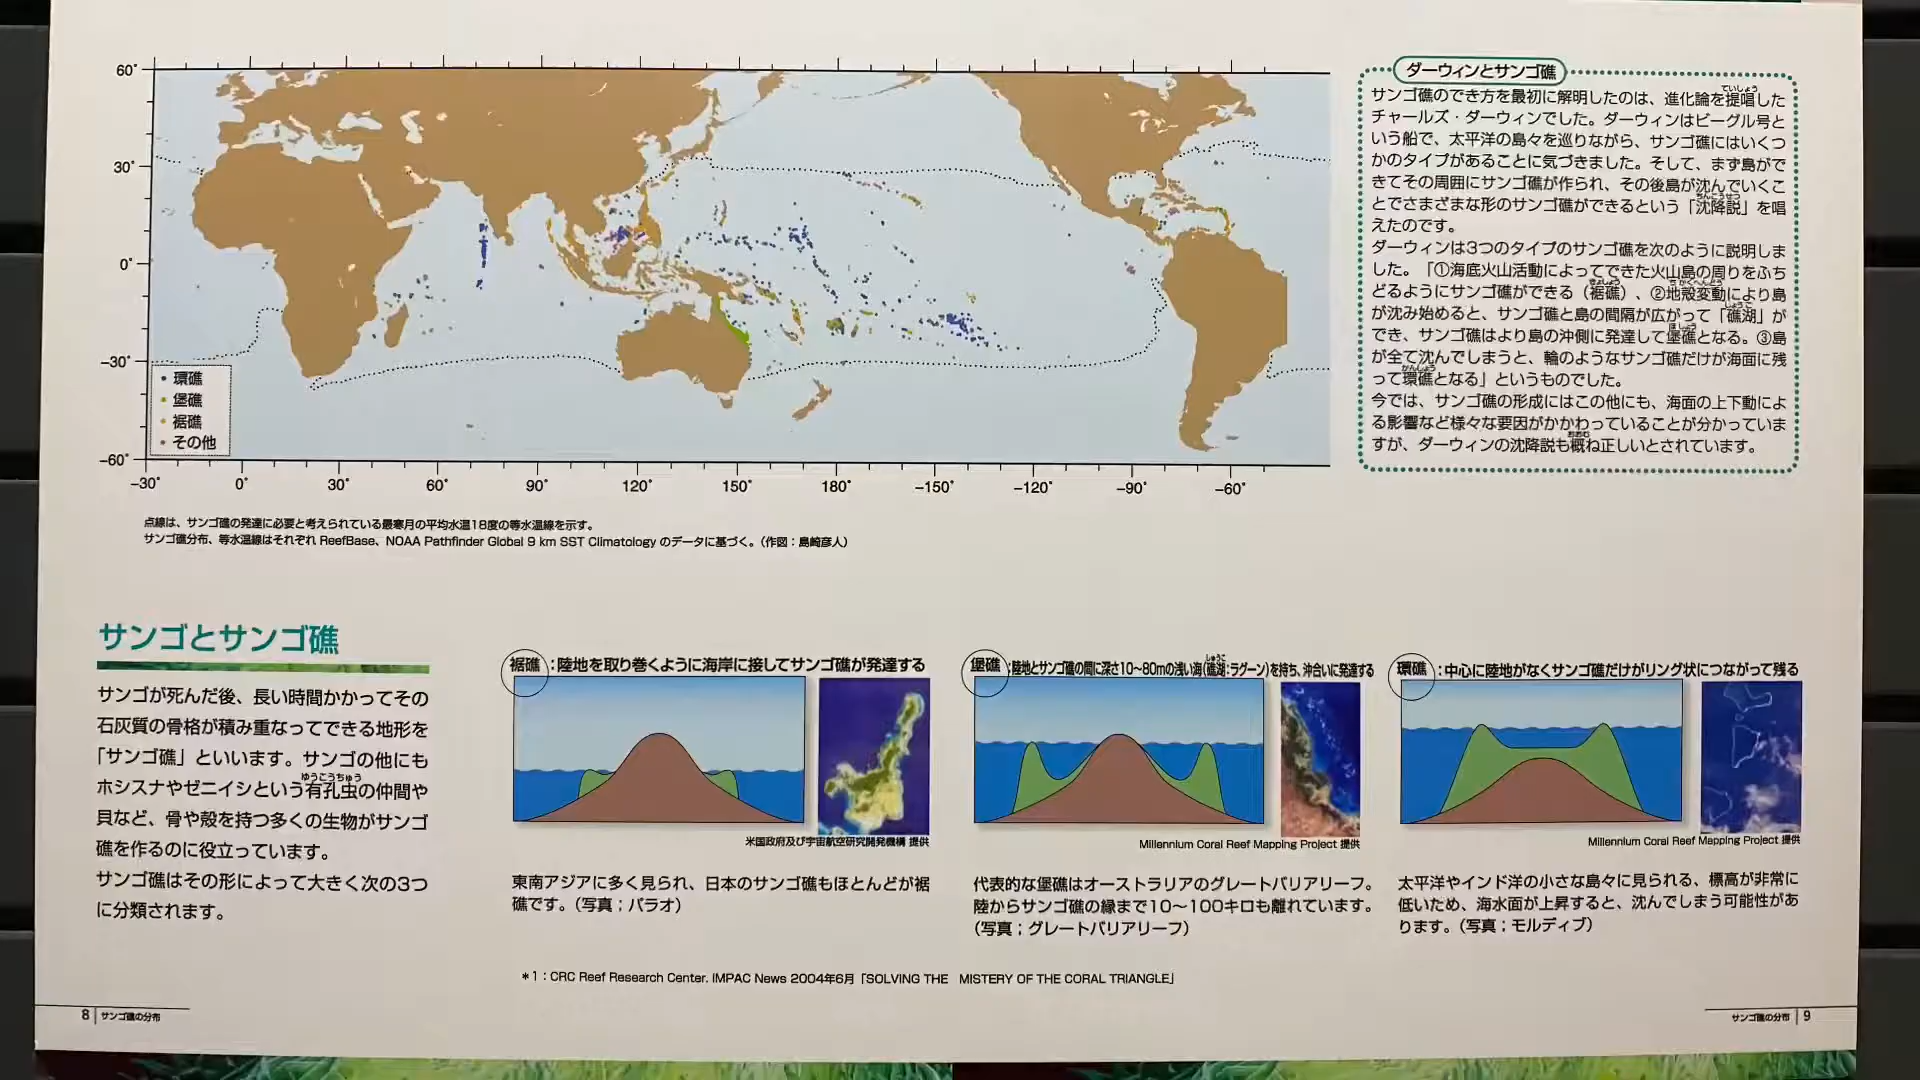 60°
30°
0°
−30°
−60°
−30°
0°
30°
60°
90°
120°
150°
180°
−150°
−120°
−90°
−60°
環礁
堡礁
裾礁
その他
点線は、サンゴ礁の発達に必要と考えられている最寒月の平均水温18度の等水温線を示す。
サンゴ礁分布、等水温線はそれぞれ ReefBase、NOAA Pathfinder Global 9 km SST Climatology のデータに基づく。(作図：島崎彦人)
ダーウィンとサンゴ礁
サンゴ礁のでき方を最初に解明したのは、進化論を提唱した
ていしょう
チャールズ・ダーウィンでした。ダーウィンはビーグル号と
いう船で、太平洋の島々を巡りながら、サンゴ礁にはいくつ
かのタイプがあることに気づきました。そして、まず島がで
きてその周囲にサンゴ礁が作られ、その後島が沈んでいくこ
とでさまざまな形のサンゴ礁ができるという「沈降説」を唱
ちんこうせつ
えたのです。
ダーウィンは3つのタイプのサンゴ礁を次のように説明しま
した。「①海底火山活動によってできた火山島の周りをふち
どるようにサンゴ礁ができる（裾礁）、②地殻変動により島
きょしょう
ちかくへんどう
が沈み始めると、サンゴ礁と島の間隔が広がって「礁湖」が
しょうこ
でき、サンゴ礁はより島の沖側に発達して堡礁となる。③島
ほしょう
が全て沈んでしまうと、輪のようなサンゴ礁だけが海面に残
って環礁となる」というものでした。
かんしょう
今では、サンゴ礁の形成にはこの他にも、海面の上下動によ
る影響など様々な要因がかかわっていることが分かっていま
すが、ダーウィンの沈降説も概ね正しいとされています。
おおむ
サンゴとサンゴ礁
サンゴが死んだ後、長い時間かかってその
石灰質の骨格が積み重なってできる地形を
「サンゴ礁」といいます。サンゴの他にも
ホシスナやゼニイシという有孔虫の仲間や
ゆうこうちゅう
貝など、骨や殻を持つ多くの生物がサンゴ
礁を作るのに役立っています。
サンゴ礁はその形によって大きく次の3つ
に分類されます。
裾礁：陸地を取り巻くように海岸に接してサンゴ礁が発達する
米国政府及び宇宙航空研究開発機構 提供
東南アジアに多く見られ、日本のサンゴ礁もほとんどが裾
礁です。（写真；パラオ）
堡礁：陸地とサンゴ礁の間に深さ10〜80mの浅い海(礁湖：ラグーン)を持ち、沖合いに発達する
しょうこ
Millennium Coral Reef Mapping Project 提供
代表的な堡礁はオーストラリアのグレートバリアリーフ。
陸からサンゴ礁の縁まで10〜100キロも離れています。
（写真；グレートバリアリーフ）
環礁：中心に陸地がなくサンゴ礁だけがリング状につながって残る
Millennium Coral Reef Mapping Project 提供
太平洋やインド洋の小さな島々に見られる、標高が非常に
低いため、海水面が上昇すると、沈んでしまう可能性があ
ります。（写真；モルディブ）
＊1：CRC Reef Research Center. IMPAC News 2004年6月「SOLVING THE MISTERY OF THE CORAL TRIANGLE」
8 サンゴ礁の分布
サンゴ礁の分布 9